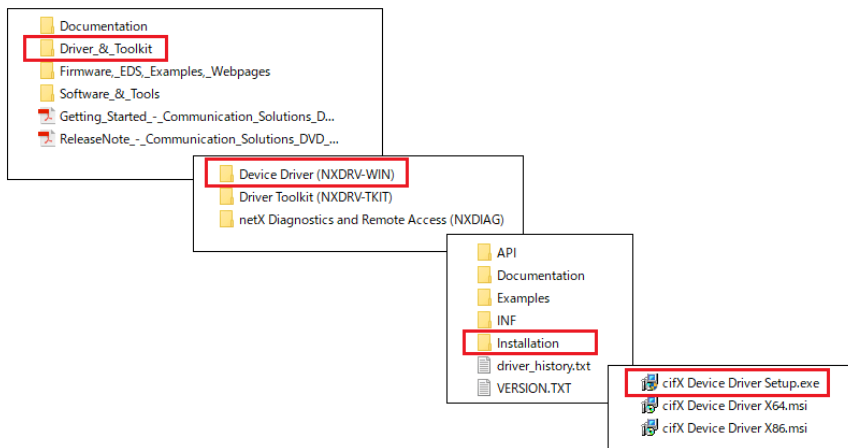 Documentation
Driver_&_Toolkit
Firmware,_EDS,_Examples,_Webpages
Software_&_Tools
Getting_Started_-_Communication_Solutions_D...
ReleaseNote_-_Communication_Solutions_DVD_...
Device Driver (NXDRV-WIN)
Driver Toolkit (NXDRV-TKIT)
netX Diagnostics and Remote Access (NXDIAG)
API
Documentation
Examples
INF
Installation
driver_history.txt
VERSION.TXT
cifX Device Driver Setup.exe
cifX Device Driver X64.msi
cifX Device Driver X86.msi